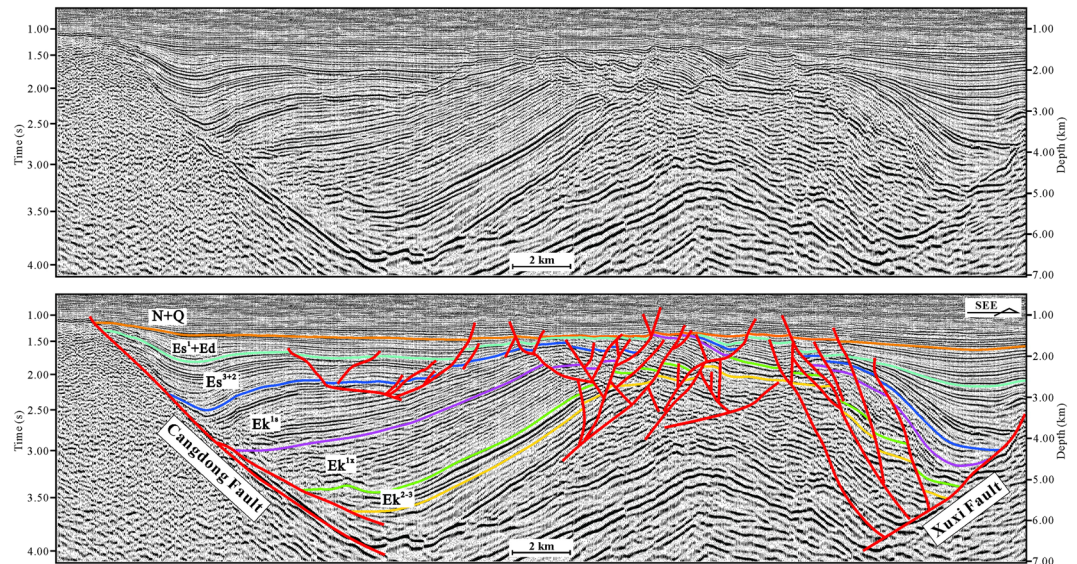 1.00
1.50
2.00
2.50
3.00
3.50
4.00
Time (s)
1.00
2.00
3.00
4.00
5.00
6.00
7.00
Depth (km)
2 km
1.00
1.50
2.00
2.50
3.00
3.50
4.00
Time (s)
1.00
2.00
3.00
4.00
5.00
6.00
7.00
Depth (km)
SEE
N+Q
Es¹+Ed
Es³⁺²
Ek¹ˢ
Ek¹ᶻ
Ek²⁻³
Cangdong Fault
Xuxi Fault
2 km